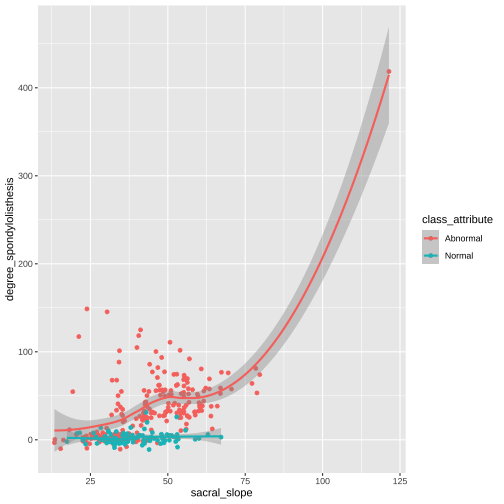 400
300
200
100
0
degree_spondylolisthesis
25
50
75
100
125
sacral_slope
class_attribute
Abnormal
Normal